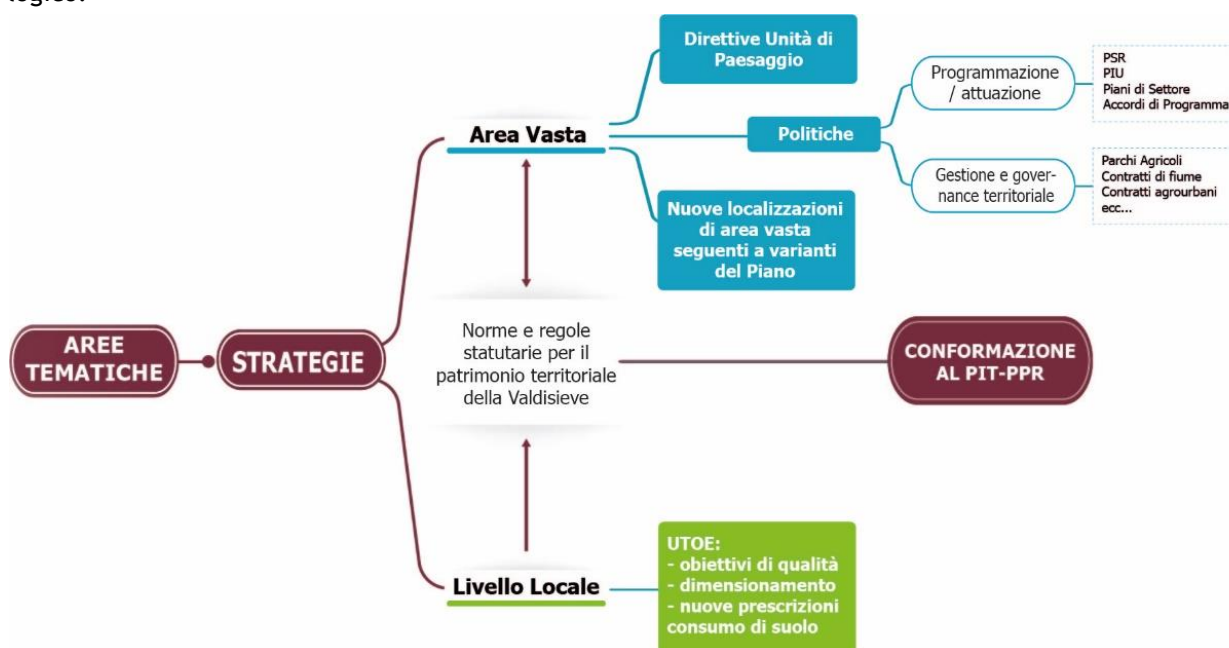 logico:
Direttive Unità di
Paesaggio
Programmazione
/ attuazione
PSR
PIU
Piani di Settore
Accordi di Programma
Area Vasta
Politiche
Gestione e gover-
nance territoriale
Parchi Agricoli
Contratti di fiume
Contratti agrourbani
ecc...
Nuove localizzazioni
di area vasta
seguenti a varianti
del Piano
AREE
TEMATICHE
STRATEGIE
Norme e regole
statutarie per il
patrimonio territoriale
della Valdisieve
CONFORMAZIONE
AL PIT-PPR
Livello Locale
UTOE:
- obiettivi di qualità
- dimensionamento
- nuove prescrizioni
consumo di suolo